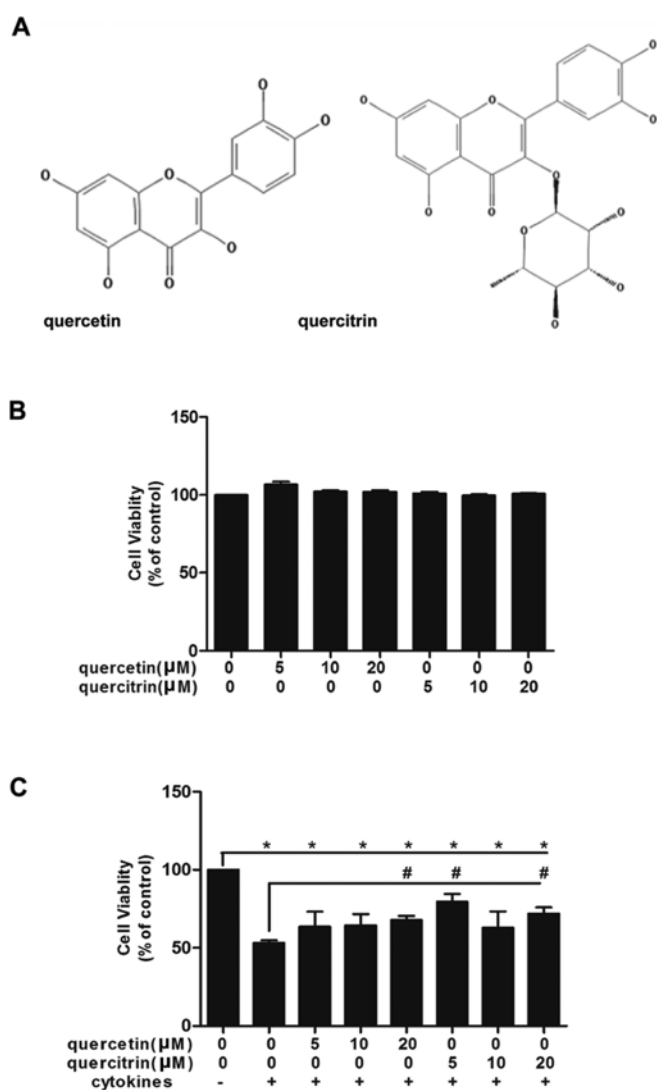 A
O
O
O O
O O
O O O
O O O
O
O
O O O
O
quercetin quercitrin
B
150
100
50
0
Cell Viablity
(% of control)
quercetin(μM) 0 5 10 20 0 0 0
quercitrin(μM) 0 0 0 0 5 10 20
C
150
100
50
0
Cell Viablity
(% of control)
* * * * * * *
# # #
quercetin(μM) 0 0 5 10 20 0 0 0
quercitrin(μM) 0 0 0 0 0 5 10 20
cytokines - + + + + + + +